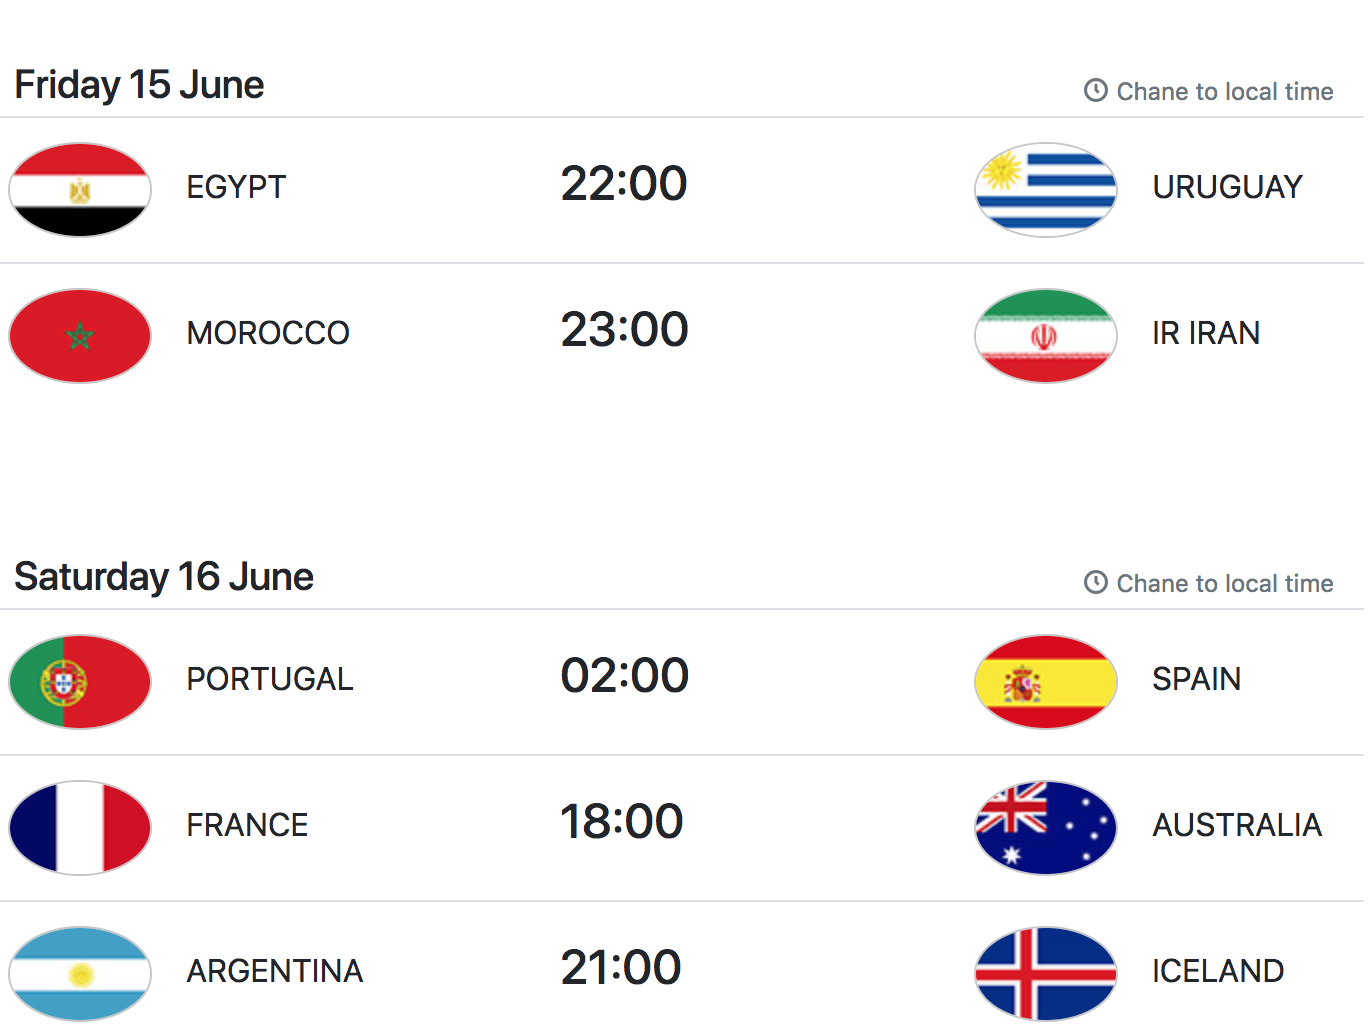 Friday 15 June
Chane to local time
EGYPT 22:00 URUGUAY
MOROCCO 23:00 IR IRAN
Saturday 16 June
Chane to local time
PORTUGAL 02:00 SPAIN
FRANCE 18:00 AUSTRALIA
ARGENTINA 21:00 ICELAND